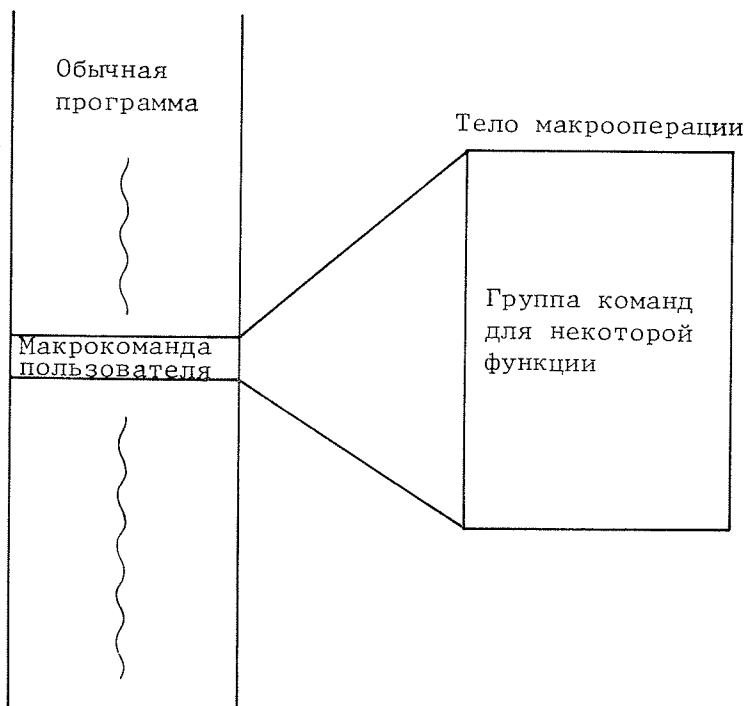 Обычная
программа
Тело макрооперации
Группа команд
для некоторой
функции
Макрокоманда
пользователя